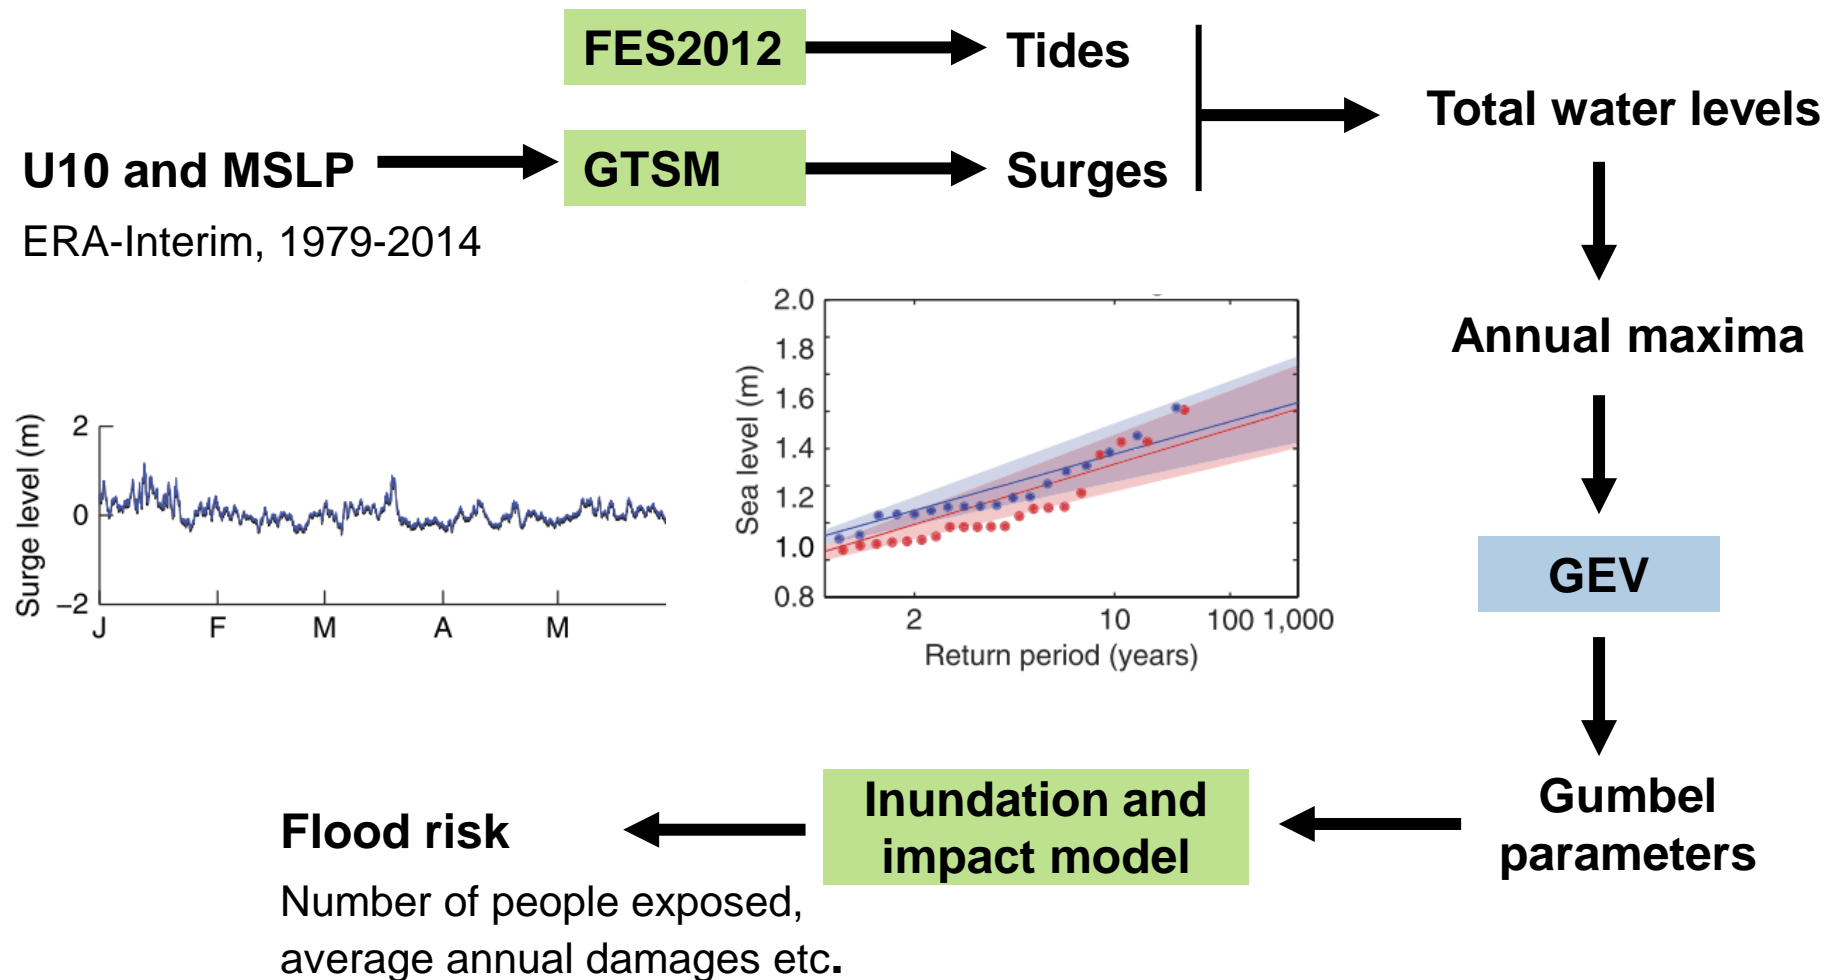 FES2012
Tides
Total water levels
U10 and MSLP
GTSM
Surges
ERA-Interim, 1979-2014
Annual maxima
Surge level (m)
2
0
−2
J F M A M
Sea level (m)
2.0
1.8
1.6
1.4
1.2
1.0
0.8
2 10 100 1,000
Return period (years)
GEV
Gumbel
parameters
Inundation and
impact model
Flood risk
Number of people exposed,
average annual damages etc.